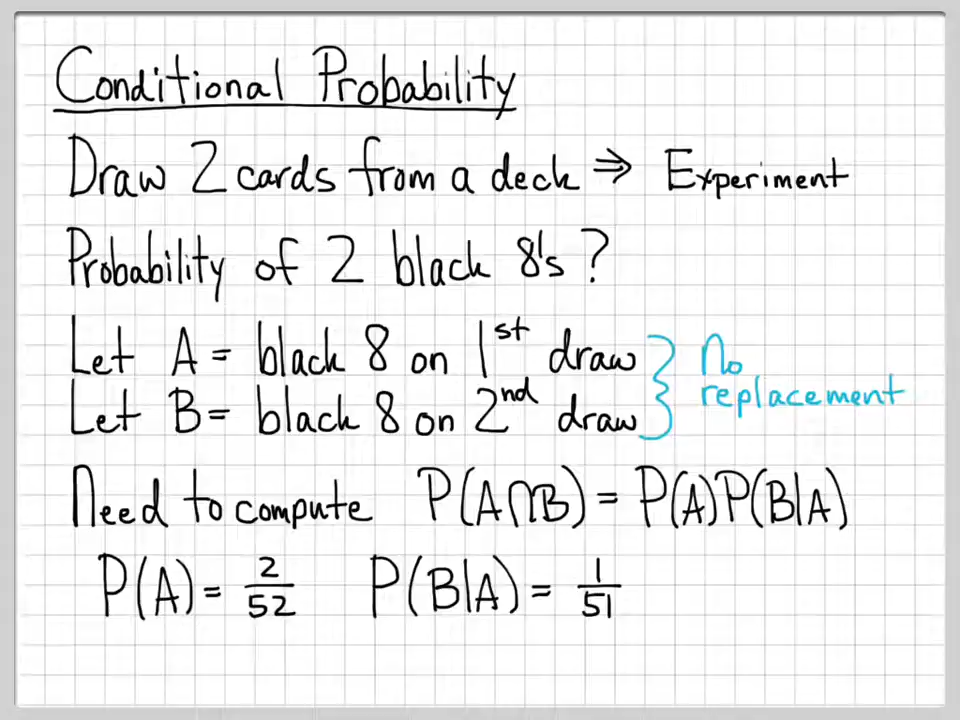 Conditional Probability
Draw 2 cards from a deck ⇒ Experiment
Probability of 2 black 8's ?
Let A = black 8 on 1st draw } No
Let B = black 8 on 2nd draw } replacement
Need to compute P(A∩B) = P(A)P(B|A)
P(A) = 2/52 P(B|A) = 1/51